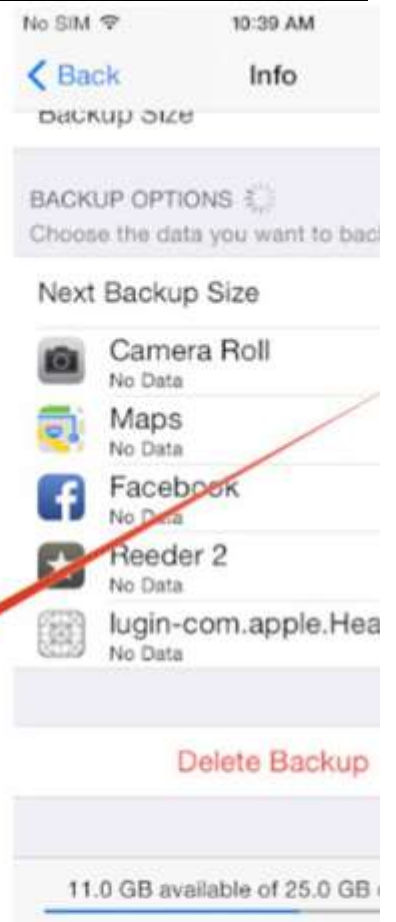 No SIM 10:39 AM
Back Info
Backup Size
BACKUP OPTIONS
Choose the data you want to bac
Next Backup Size
Camera Roll
No Data
Maps
No Data
Facebook
No Data
Reeder 2
No Data
lugin-com.apple.Hea
No Data
Delete Backup
11.0 GB available of 25.0 GB